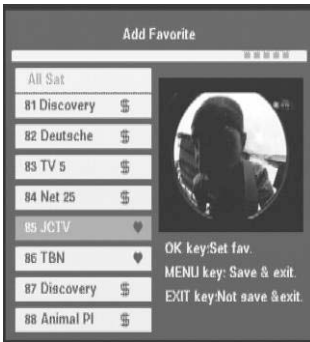 Add Favorite
All Sat
81 Discovery $
82 Deutsche $
83 TV 5 $
84 Net 25 $
85 JCTV ♥
86 TBN ♥
87 Discovery $
88 Animal Pl $
OK key:Set fav.
MENU key: Save & exit.
EXIT key:Not save &exit.